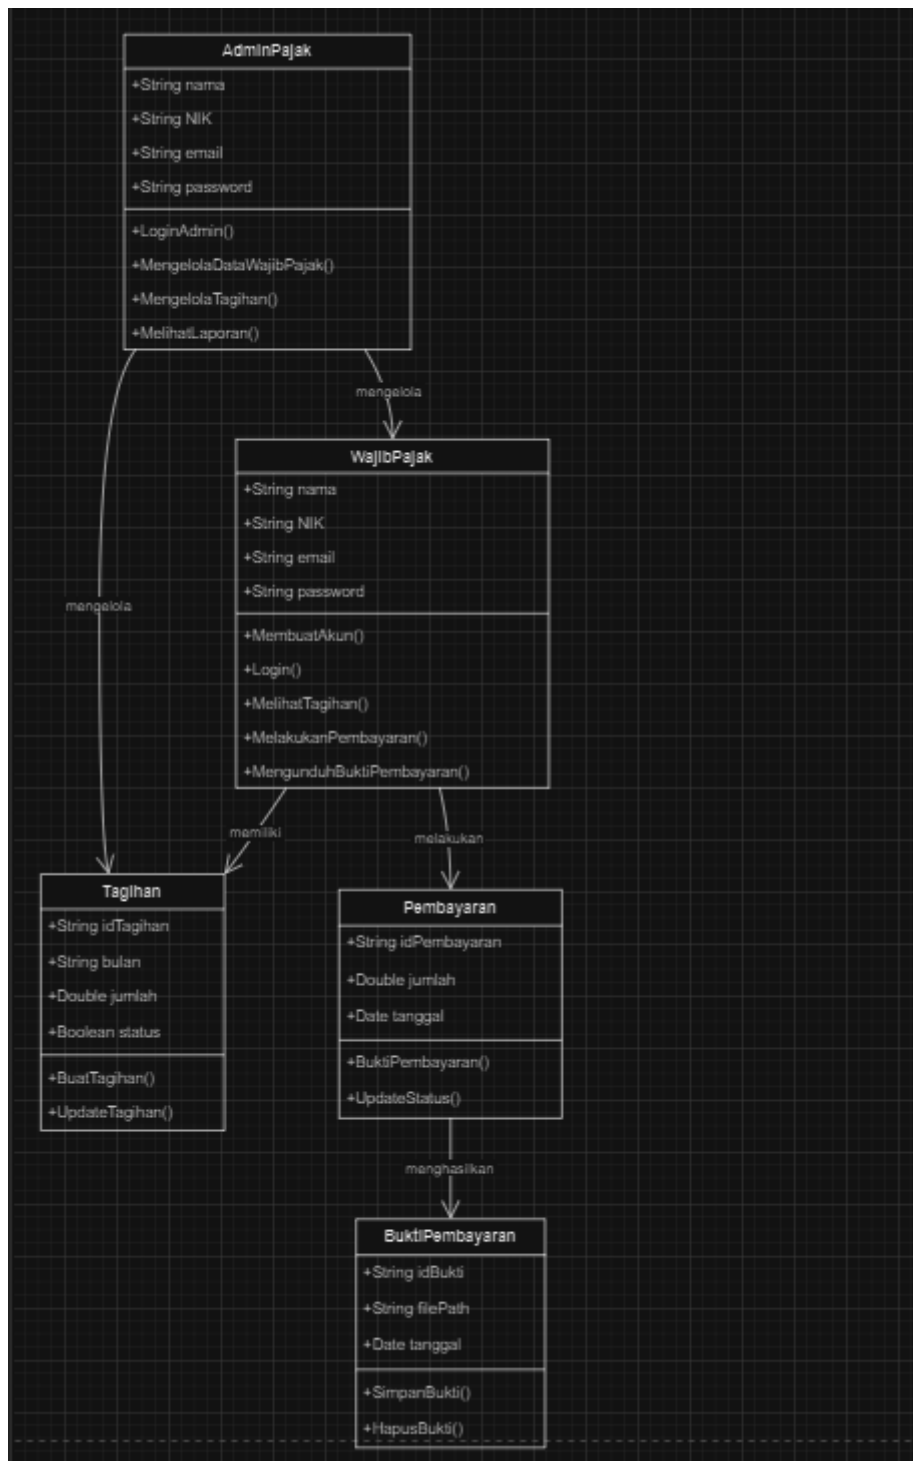 AdminPajak
+String nama
+String NIK
+String email
+String password
+LoginAdmin()
+MengelolaDataWajibPajak()
+MengelolaTagihan()
+MelihatLaporan()
mengelola
WajibPajak
+String nama
+String NIK
+String email
+String password
mengelola
+MembuatAkun()
+Login()
+MelihatTagihan()
+MelakukanPembayaran()
+MengunduhBuktiPembayaran()
memiliki
melakukan
Tagihan
+String idTagihan
+String bulan
+Double jumlah
+Boolean status
+BuatTagihan()
+UpdateTagihan()
Pembayaran
+String idPembayaran
+Double jumlah
+Date tanggal
+BuktiPembayaran()
+UpdateStatus()
menghasilkan
BuktiPembayaran
+String idBukti
+String filePath
+Date tanggal
+SimpanBukti()
+HapusBukti()